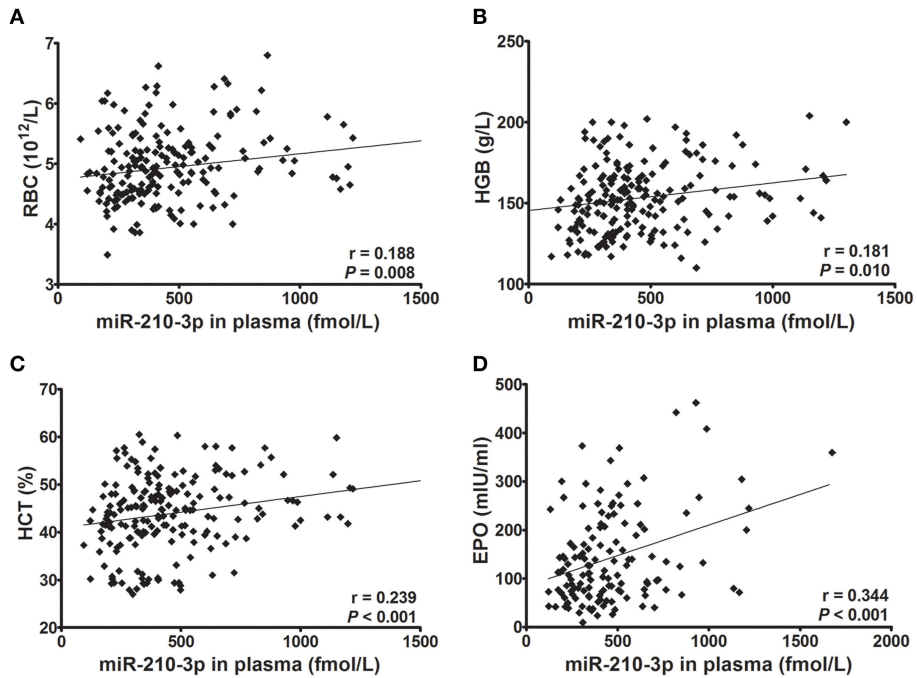 A
RBC (10¹²/L)
7
6
5
4
3
0 500 1000 1500
r = 0.188
P = 0.008
miR-210-3p in plasma (fmol/L)
B
HGB (g/L)
250
200
150
100
0 500 1000 1500
r = 0.181
P = 0.010
miR-210-3p in plasma (fmol/L)
C
HCT (%)
70
60
50
40
30
20
0 500 1000 1500
r = 0.239
P < 0.001
miR-210-3p in plasma (fmol/L)
D
EPO (mIU/ml)
500
400
300
200
100
0
0 500 1000 1500 2000
r = 0.344
P < 0.001
miR-210-3p in plasma (fmol/L)